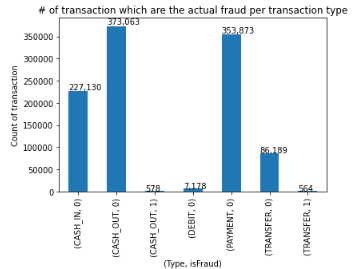 # of transaction which are the actual fraud per transaction type
373,063
353,873
350000
300000
250000
227,130
200000
150000
100000
86,189
50000
578
7,178
564
0
Count of transaction
(CASH_IN, 0)
(CASH_OUT, 0)
(CASH_OUT, 1)
(DEBIT, 0)
(PAYMENT, 0)
(TRANSFER, 0)
(TRANSFER, 1)
(Type, isFraud)